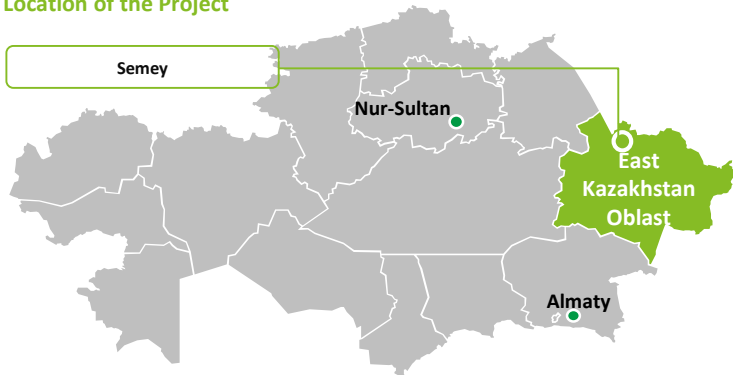 Location of the Project
Semey
Nur-Sultan
East
Kazakhstan
Oblast
Almaty